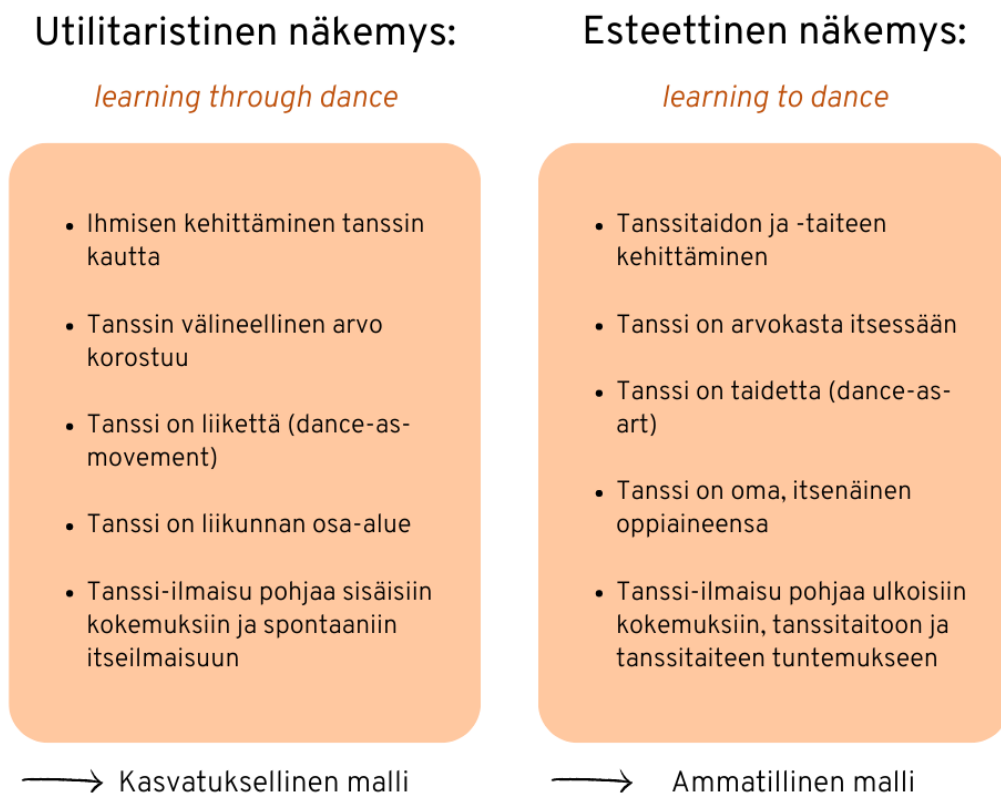 Utilitaristinen näkemys:
learning through dance
• Ihmisen kehittäminen tanssin
kautta
• Tanssin välineellinen arvo
korostuu
• Tanssi on liikettä (dance-as-
movement)
• Tanssi on liikunnan osa-alue
• Tanssi-ilmaisu pohjaa sisäisiin
kokemuksiin ja spontaaniin
itseilmaisuun
→ Kasvatuksellinen malli
Esteettinen näkemys:
learning to dance
• Tanssitaidon ja -taiteen
kehittäminen
• Tanssi on arvokasta itsessään
• Tanssi on taidetta (dance-as-
art)
• Tanssi on oma, itsenäinen
oppiaineensa
• Tanssi-ilmaisu pohjaa ulkoisiin
kokemuksiin, tanssitaitoon ja
tanssitaiteen tuntemukseen
→ Ammatillinen malli